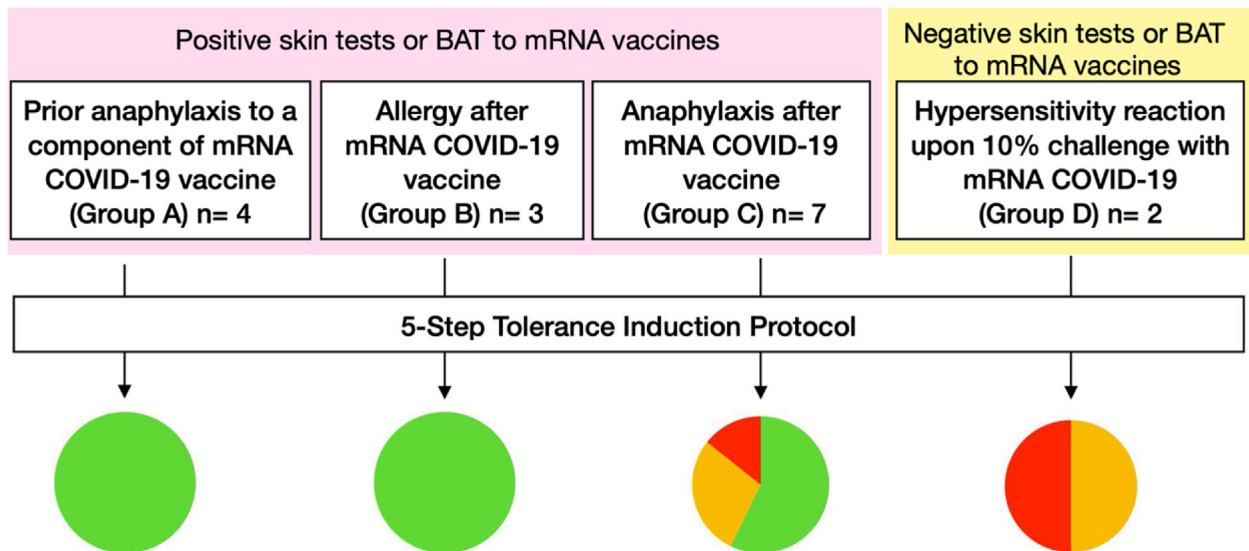 Positive skin tests or BAT to mRNA vaccines
Negative skin tests or BAT
to mRNA vaccines
Prior anaphylaxis to a
component of mRNA
COVID-19 vaccine
(Group A) n= 4
Allergy after
mRNA COVID-19
vaccine
(Group B) n= 3
Anaphylaxis after
mRNA COVID-19
vaccine
(Group C) n= 7
Hypersensitivity reaction
upon 10% challenge with
mRNA COVID-19
(Group D) n= 2
5-Step Tolerance Induction Protocol